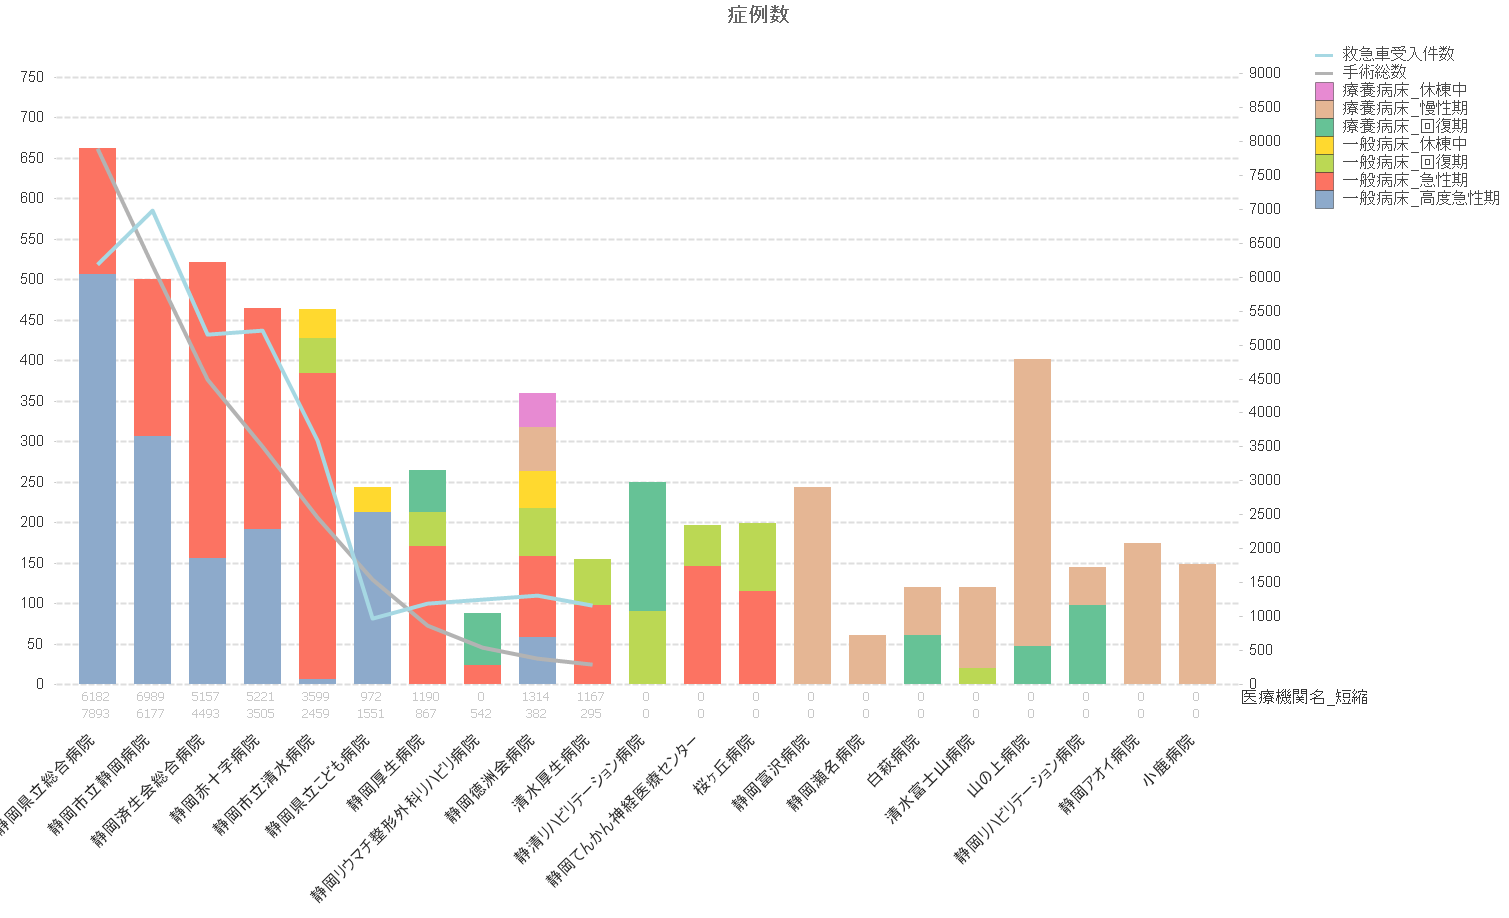 症例数
救急車受入件数
手術総数
療養病床_休棟中
療養病床_慢性期
療養病床_回復期
一般病床_休棟中
一般病床_回復期
一般病床_急性期
一般病床_高度急性期
750
700
650
600
550
500
450
400
350
300
250
200
150
100
50
0
9000
8500
8000
7500
7000
6500
6000
5500
5000
4500
4000
3500
3000
2500
2000
1500
1000
500
0
6182 6989 5157 5221 3599 972 1190 0 1314 1167 0 0 0 0 0 0 0 0 0 0 0
7893 6177 4493 3505 2459 1551 867 542 382 295 0 0 0 0 0 0 0 0 0 0 0
医療機関名_短縮
静岡県立総合病院
静岡市立静岡病院
静岡済生会総合病院
静岡赤十字病院
静岡市立清水病院
静岡県立こども病院
静岡厚生病院
静岡リウマチ整形外科リハビリ病院
静岡徳洲会病院
清水厚生病院
静清リハビリテーション病院
静岡てんかん神経医療センター
桜ヶ丘病院
静岡富沢病院
静岡瀬名病院
白萩病院
清水富士山病院
山の上病院
静岡リハビリテーション病院
静岡アオイ病院
小鹿病院